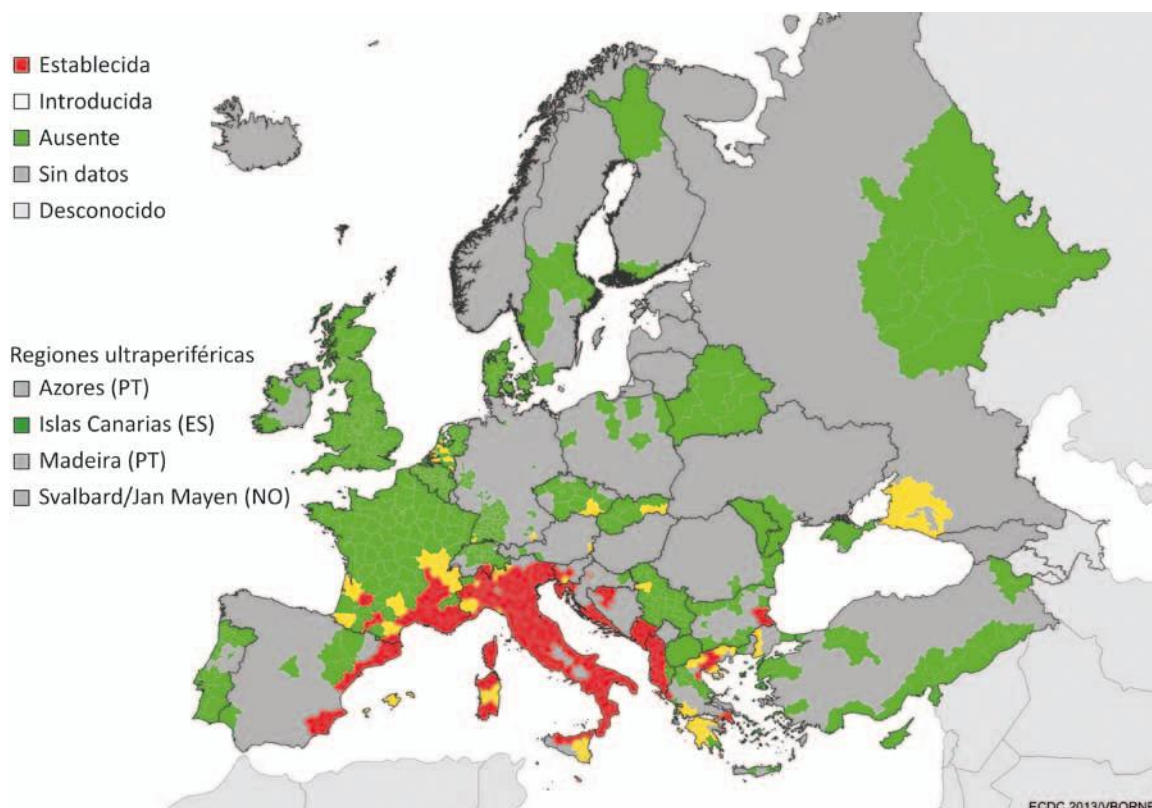 Establecida
Introducida
Ausente
Sin datos
Desconocido
Regiones ultraperiféricas
Azores (PT)
Islas Canarias (ES)
Madeira (PT)
Svalbard/Jan Mayen (NO)
ECDC 2013/VBORNE